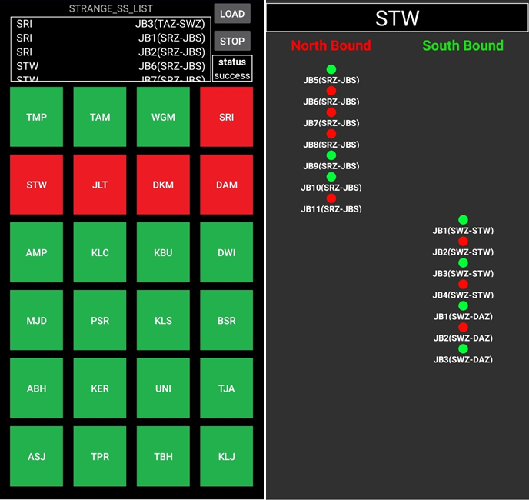 STRANGE_SS_LIST
LOAD
SRI JB3(TAZ-SWZ)
SRI JB1(SRZ-JBS)
SRI JB2(SRZ-JBS)
STW JB6(SRZ-JBS)
STW JB7(SRZ-JBS)
STOP
status
success
TMP TAM WGM SRI
STW JLT DKM DAM
AMP KLC KBU DWI
MJD PSR KLS BSR
ABH KER UNI TJA
ASJ TPR TBH KLJ
STW
North Bound South Bound
JB5(SRZ-JBS)
JB6(SRZ-JBS)
JB7(SRZ-JBS)
JB8(SRZ-JBS)
JB9(SRZ-JBS)
JB10(SRZ-JBS)
JB11(SRZ-JBS)
JB1(SWZ-STW)
JB2(SWZ-STW)
JB3(SWZ-STW)
JB4(SWZ-STW)
JB1(SWZ-DAZ)
JB2(SWZ-DAZ)
JB3(SWZ-DAZ)